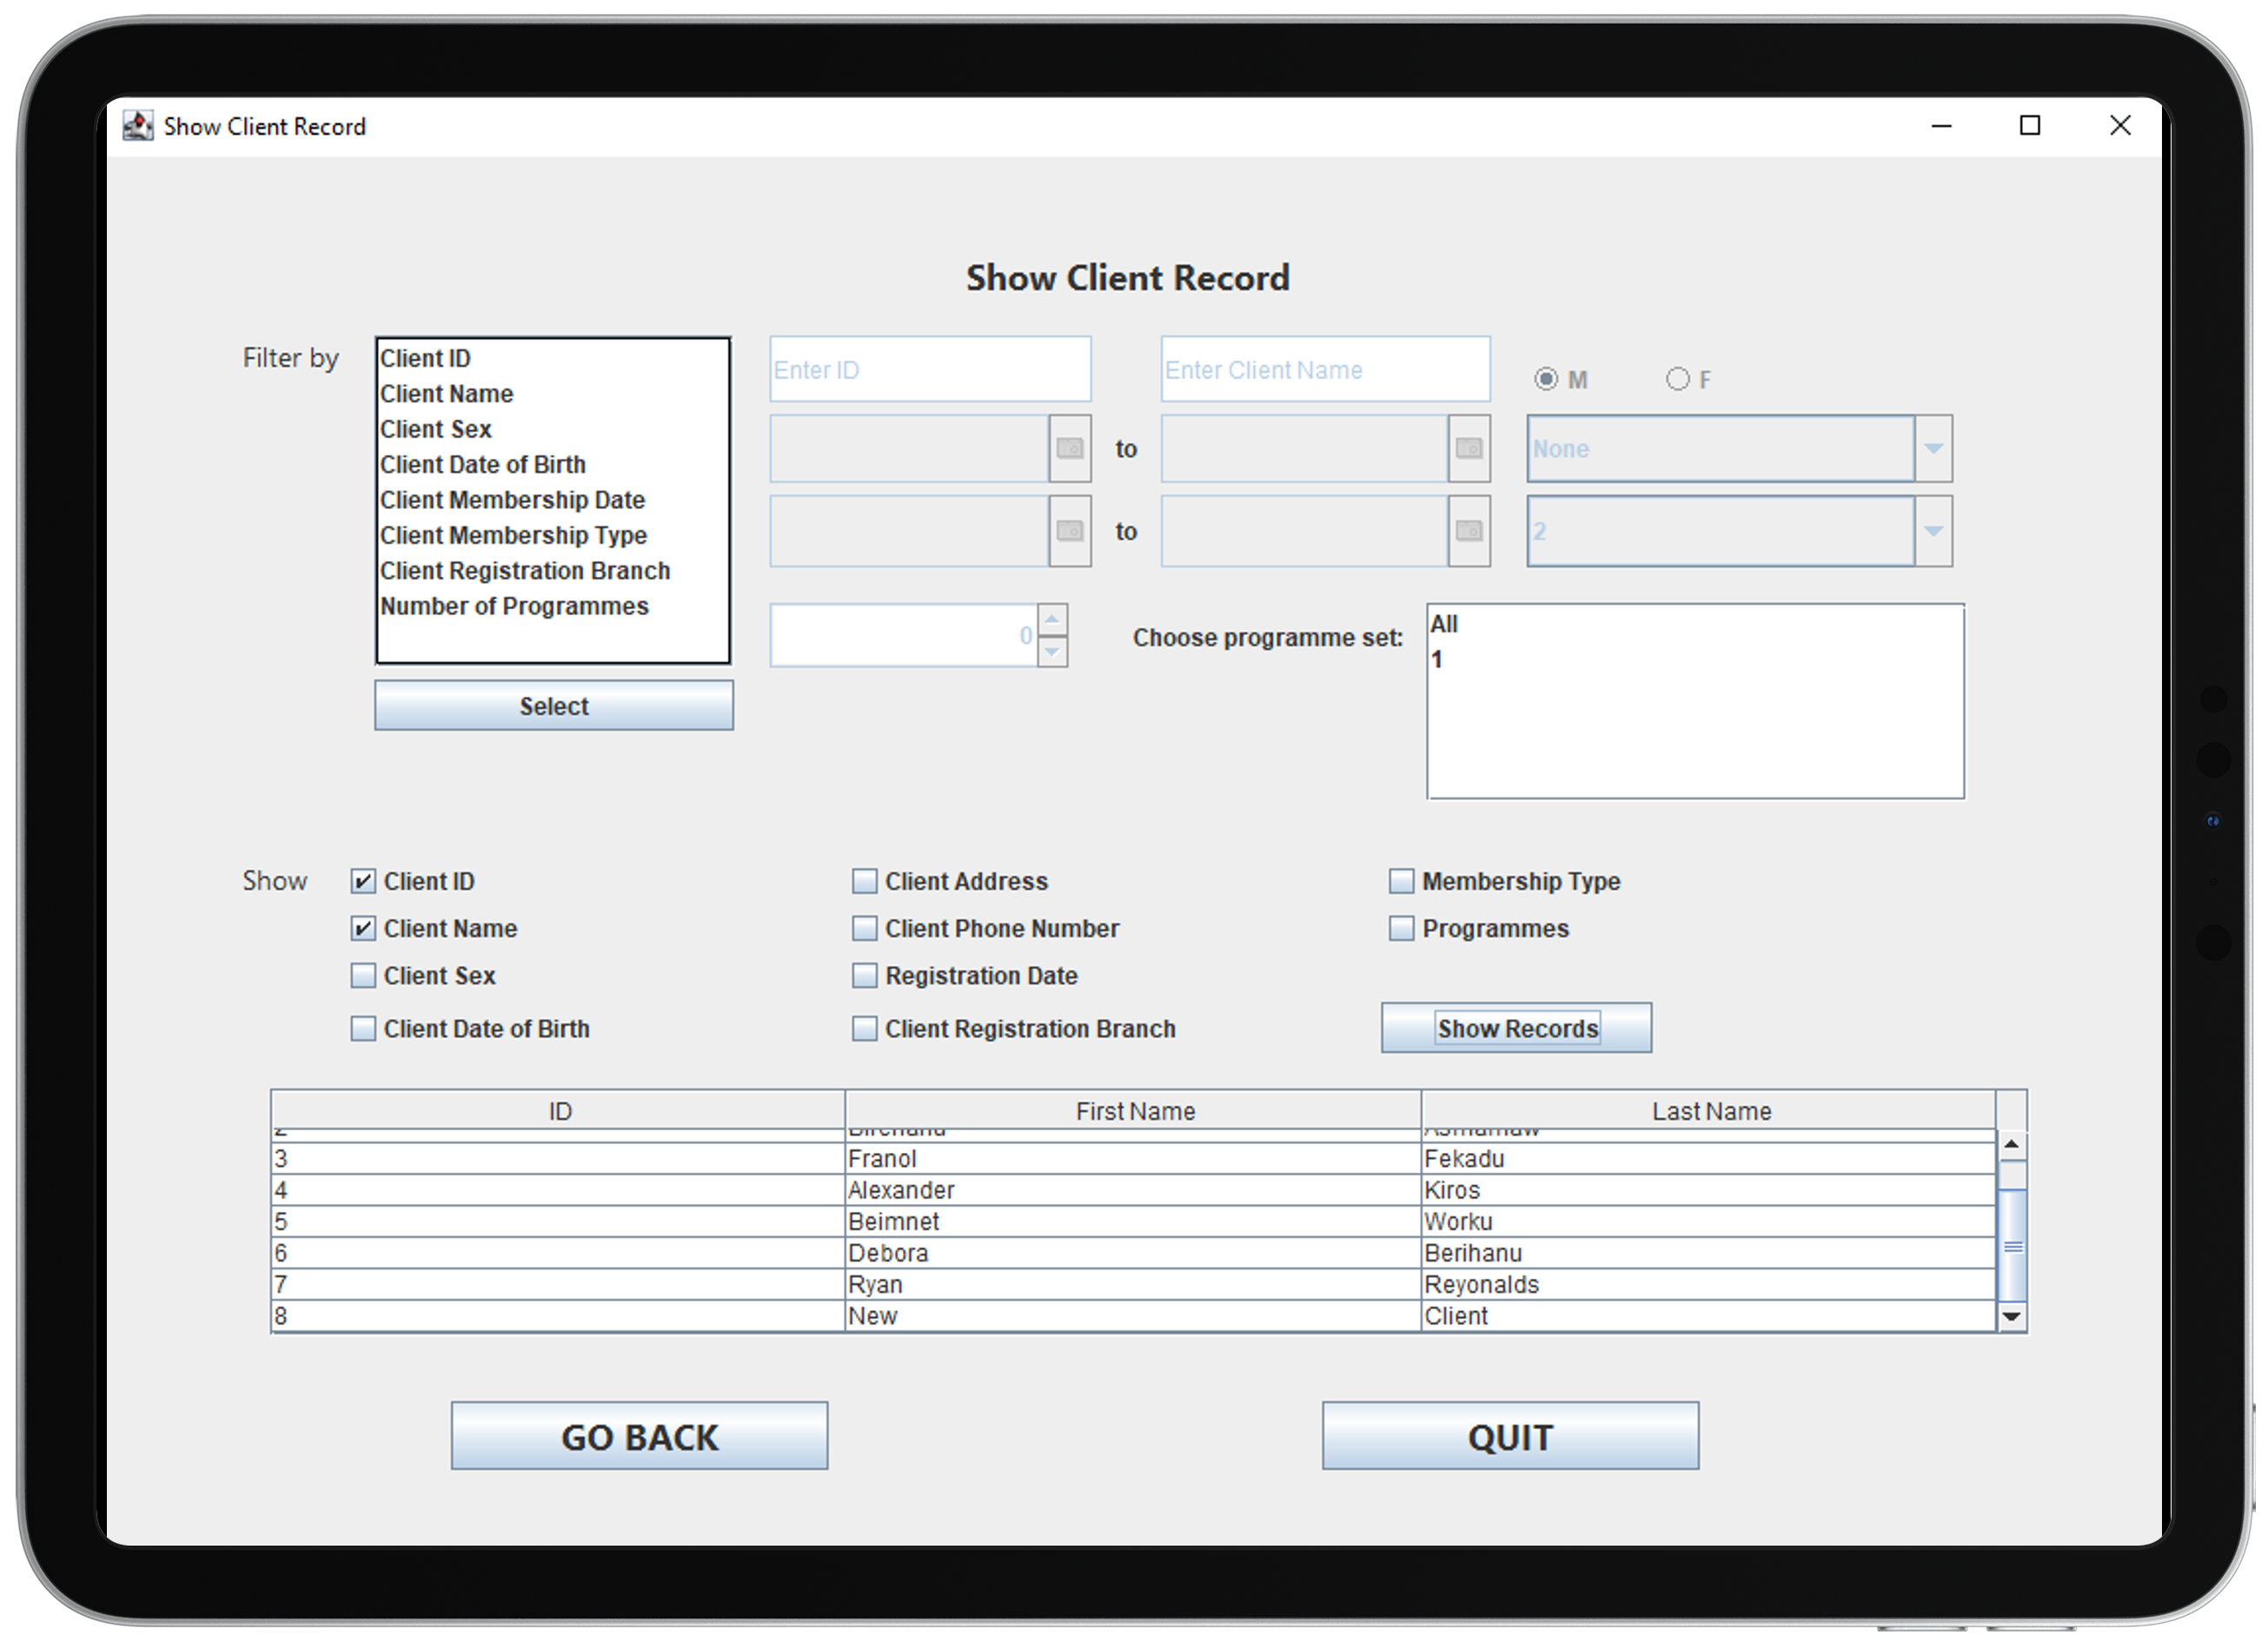 Show Client Record
Show Client Record
Filter by
Client ID
Client Name
Client Sex
Client Date of Birth
Client Membership Date
Client Membership Type
Client Registration Branch
Number of Programmes
Select
Enter ID
Enter Client Name
M
F
to
None
to
2
0
Choose programme set:
All
1
Show
Client ID
Client Name
Client Sex
Client Date of Birth
Client Address
Client Phone Number
Registration Date
Client Registration Branch
Membership Type
Programmes
Show Records
ID First Name Last Name
3 Franol Fekadu
4 Alexander Kiros
5 Beimnet Worku
6 Debora Berihanu
7 Ryan Reyonalds
8 New Client
GO BACK
QUIT